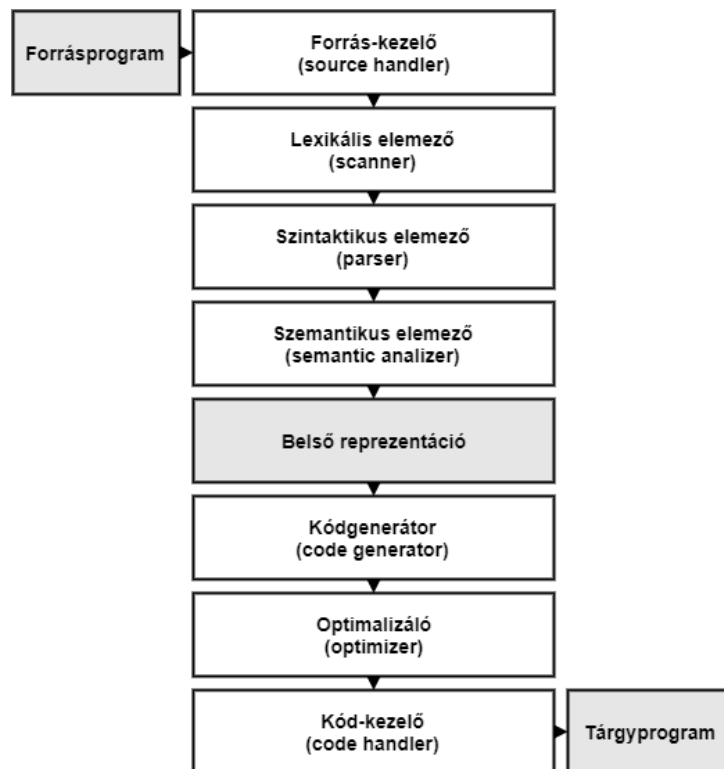 Forrásprogram
Forrás-kezelő
(source handler)
Lexikális elemező
(scanner)
Szintaktikus elemező
(parser)
Szemantikus elemező
(semantic analizer)
Belső reprezentáció
Kódgenerátor
(code generator)
Optimalizáló
(optimizer)
Kód-kezelő
(code handler)
Tárgyprogram